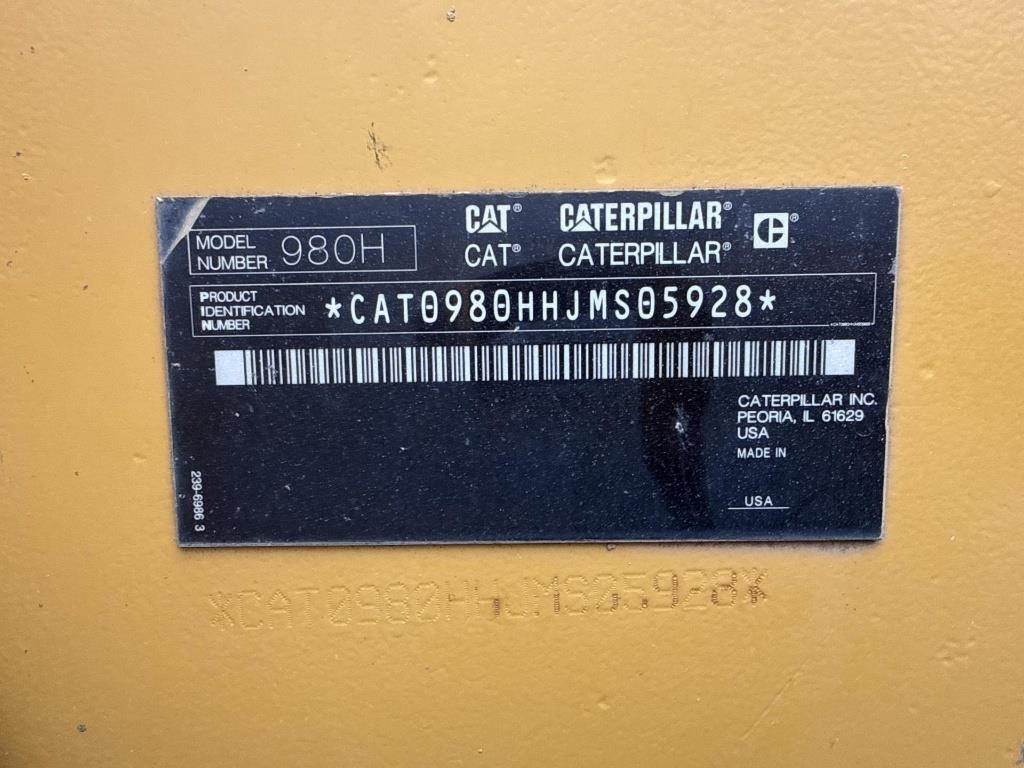 CAT® CATERPILLAR®
CAT® CATERPILLAR®
MODEL NUMBER 980H
PRODUCT IDENTIFICATION NUMBER *CAT0980HHJMS05928*
CATERPILLAR INC.
PEORIA, IL 61629
USA
MADE IN
USA
239-6986 3
*CAT0980HHJMS05928*